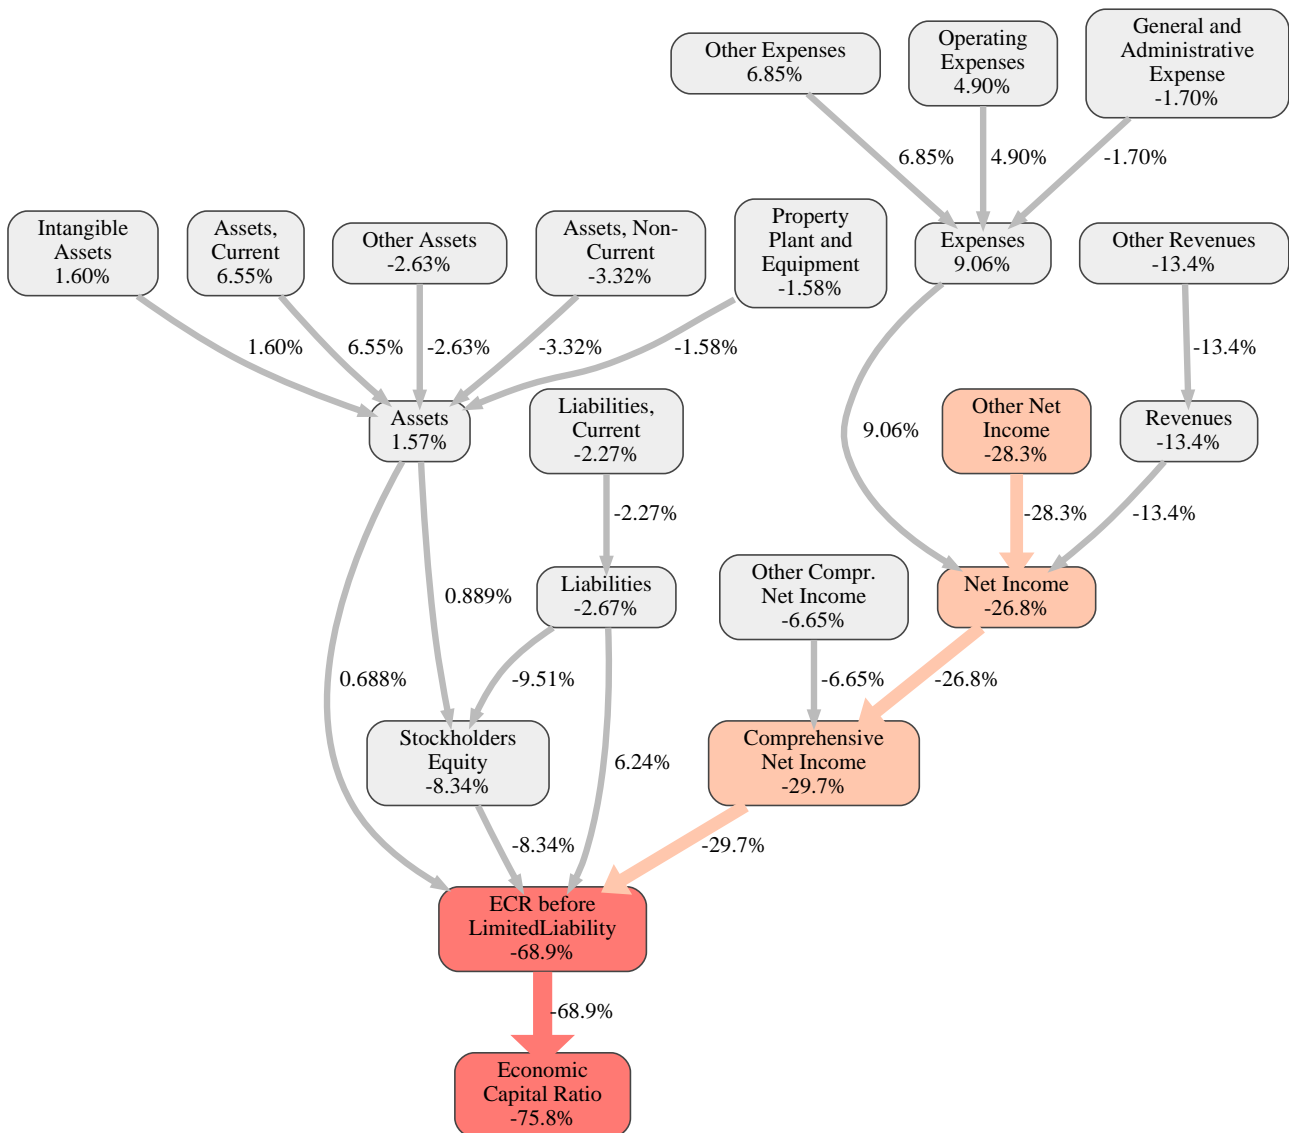 Other Expenses
6.85%
Operating
Expenses
4.90%
General and
Administrative
Expense
-1.70%
6.85%
4.90%
-1.70%
Intangible
Assets
1.60%
Assets,
Current
6.55%
Other Assets
-2.63%
Assets, Non-
Current
-3.32%
Property
Plant and
Equipment
-1.58%
Expenses
9.06%
Other Revenues
-13.4%
1.60%
6.55%
-2.63%
-3.32%
-1.58%
-13.4%
Assets
1.57%
Liabilities,
Current
-2.27%
9.06%
Other Net
Income
-28.3%
Revenues
-13.4%
-2.27%
-28.3%
-13.4%
0.889%
Liabilities
-2.67%
Other Compr.
Net Income
-6.65%
Net Income
-26.8%
0.688%
-9.51%
-6.65%
-26.8%
Stockholders
Equity
-8.34%
6.24%
Comprehensive
Net Income
-29.7%
-8.34%
-29.7%
ECR before
LimitedLiability
-68.9%
-68.9%
Economic
Capital Ratio
-75.8%